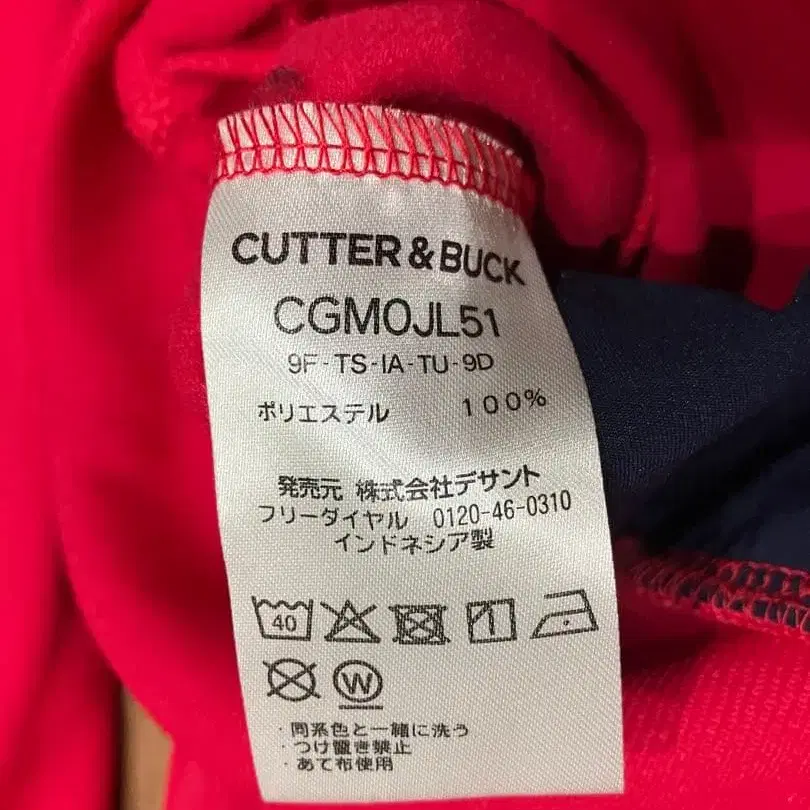 CUTTER & BUCK
CGM0JL51
9F-TS-IA-TU-9D
ポリエステル 100%
発売元 株式会社デサント
フリーダイヤル 0120-46-0310
インドネシア製
40
W
・同系色と一緒に洗う
・つけ置き禁止
・あて布使用